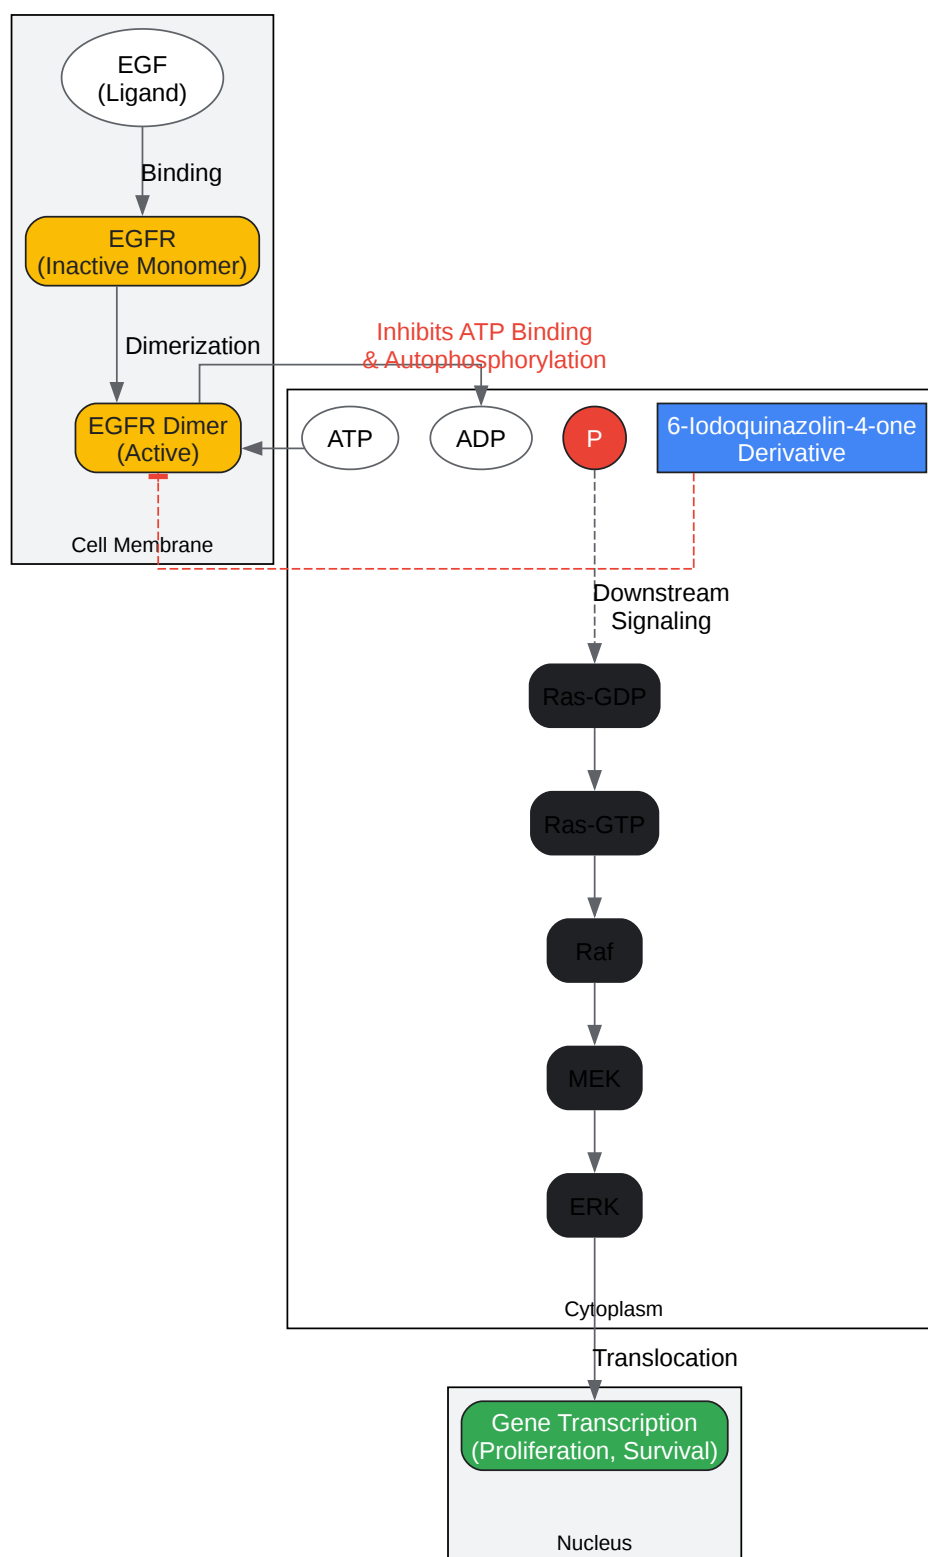 EGF
(Ligand)
Binding
EGFR
(Inactive Monomer)
Dimerization
Inhibits ATP Binding
& Autophosphorylation
EGFR Dimer
(Active)
ATP
ADP
P
6-Iodoquinazolin-4-one
Derivative
Cell Membrane
Downstream
Signaling
Ras-GDP
Ras-GTP
Raf
MEK
ERK
Cytoplasm
Translocation
Gene Transcription
(Proliferation, Survival)
Nucleus